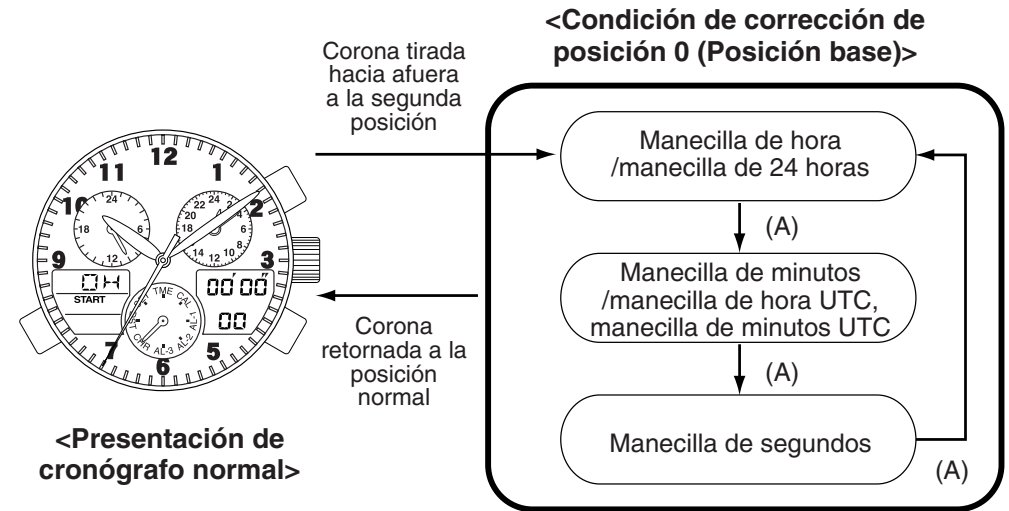 <Condición de corrección de
posición 0 (Posición base)>
Corona tirada
hacia afuera
a la segunda
posición
Manecilla de hora
/manecilla de 24 horas
(A)
Manecilla de minutos
/manecilla de hora UTC,
manecilla de minutos UTC
(A)
Manecilla de segundos
(A)
Corona
retornada a la
posición
normal
12
11
1
10
2
9
3
7
5
6
24
18
6
12
22 24 2
20
4
18
6
8
14 12 10
START
00'00"
00
TME CAL AL-1 AL-2 AL-3 CHR
<Presentación de
cronógrafo normal>